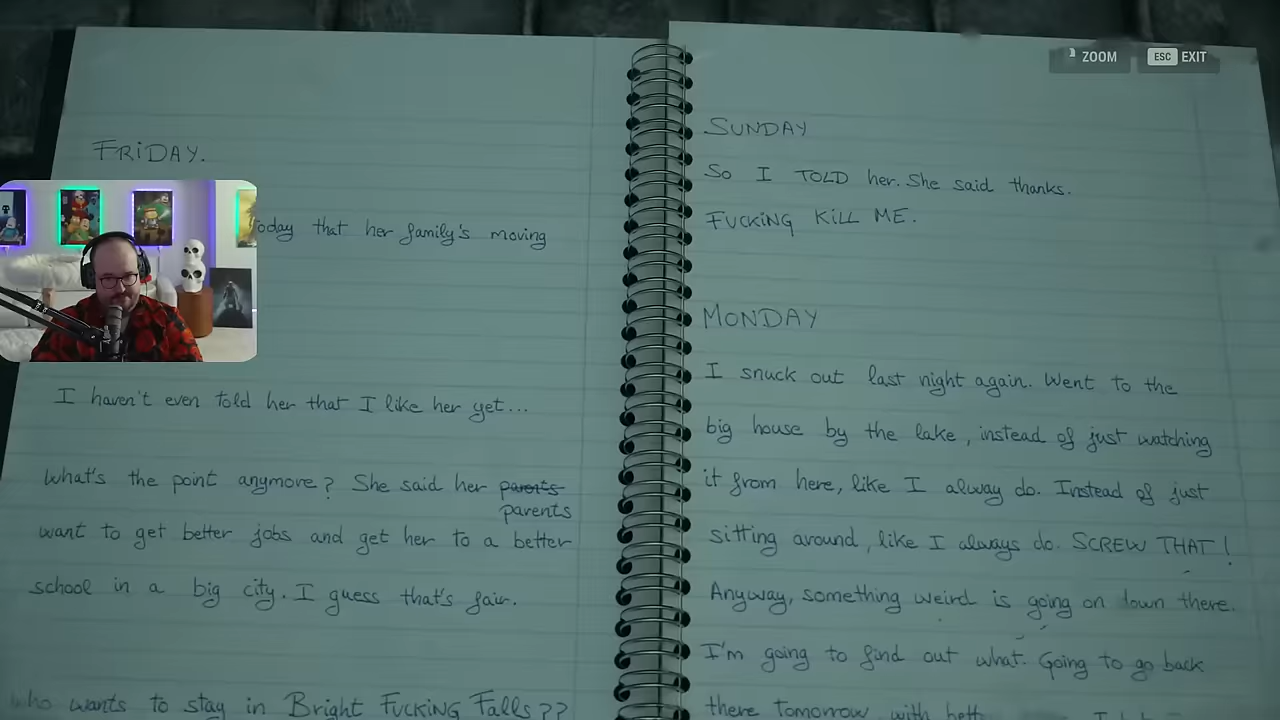 ZOOM
ESC EXIT
FRIDAY.
today that her family's moving
I haven't even told her that I like her yet...
What's the point anymore? She said her parents
parents
want to get better jobs and get her to a better
school in a big city. I guess that's fair.
who wants to stay in Bright FUCKING Falls??
SUNDAY
So I TOLD her. She said thanks.
FUCKING KILL ME.
MONDAY
I snuck out last night again. Went to the
big house by the lake, instead of just watching
it from here, like I alway do. Instead of just
sitting around, like I always do. SCREW THAT!
Anyway, something weird is going on down there.
I'm going to find out what. Going to go back
there tomorrow with